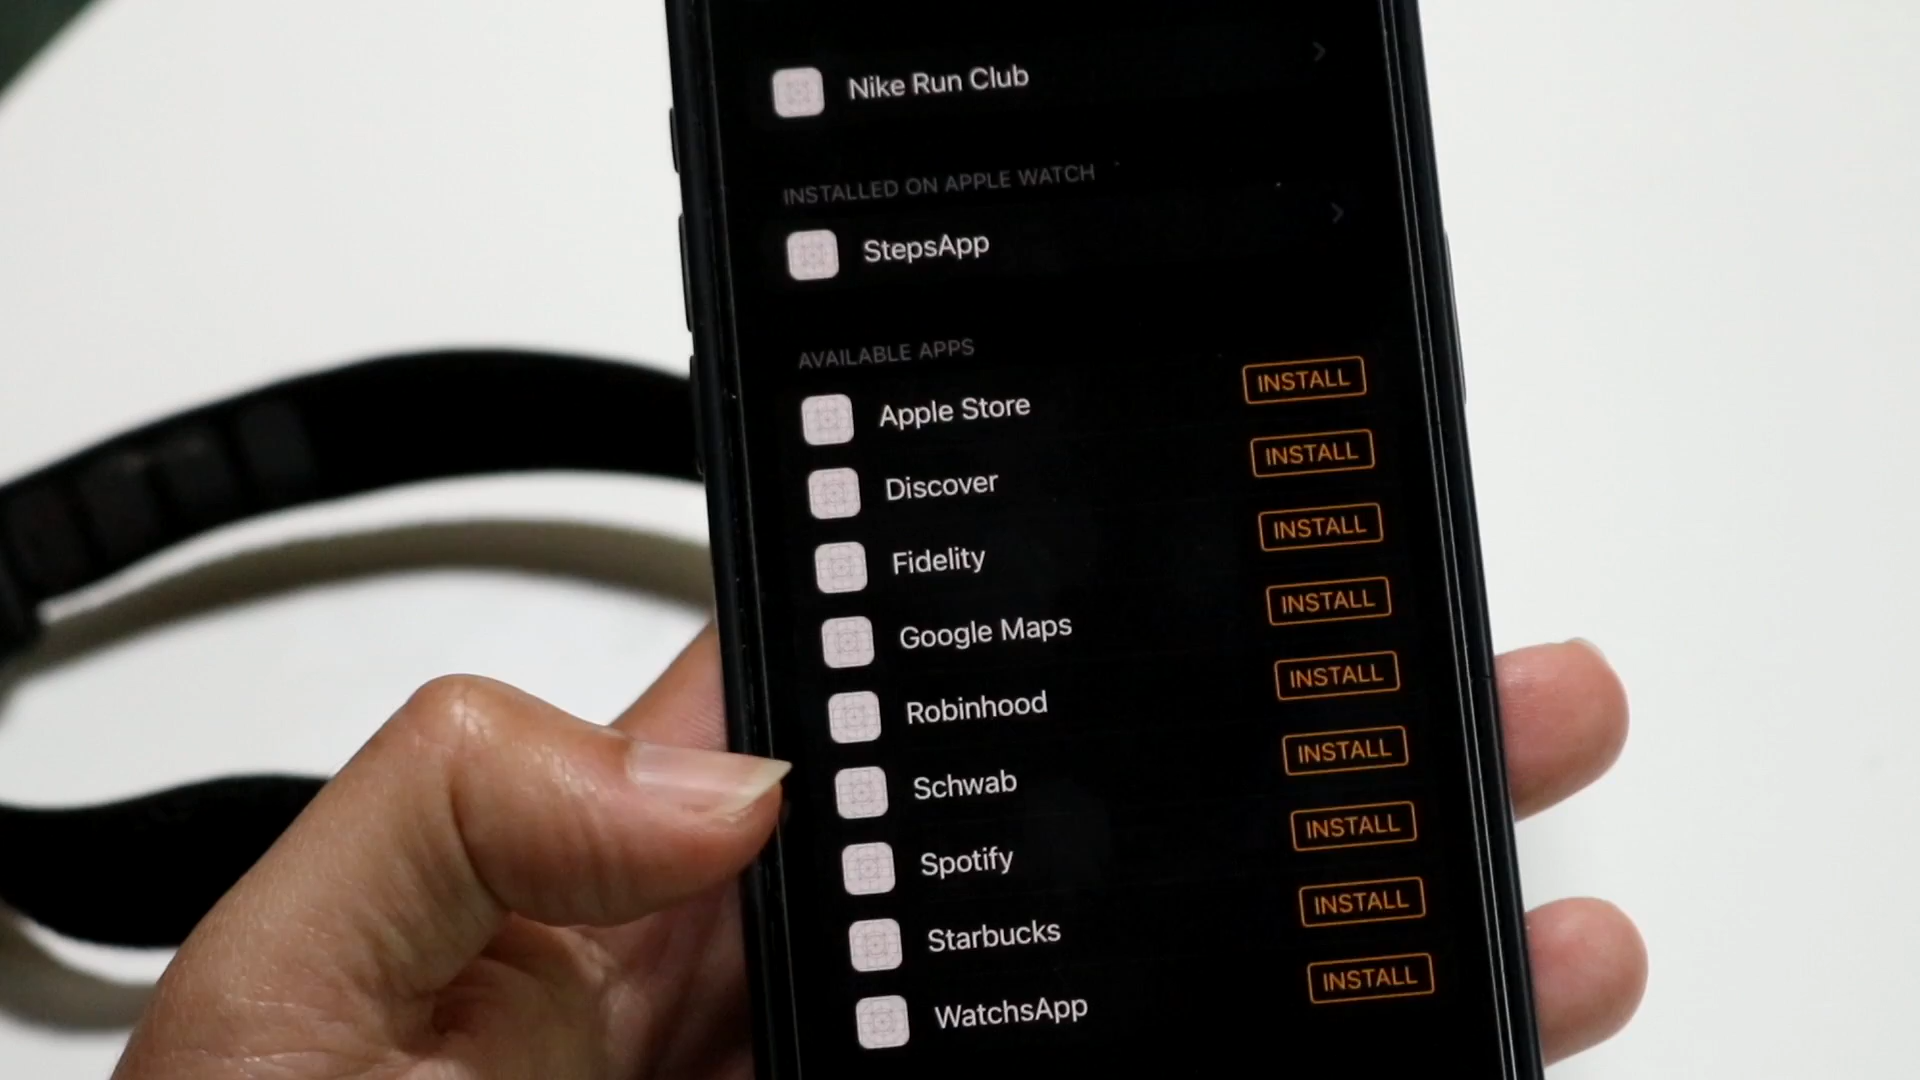 Nike Run Club
INSTALLED ON APPLE WATCH
StepsApp
AVAILABLE APPS
Apple Store INSTALL
Discover INSTALL
Fidelity INSTALL
Google Maps INSTALL
Robinhood INSTALL
Schwab INSTALL
Spotify INSTALL
Starbucks INSTALL
WatchsApp INSTALL